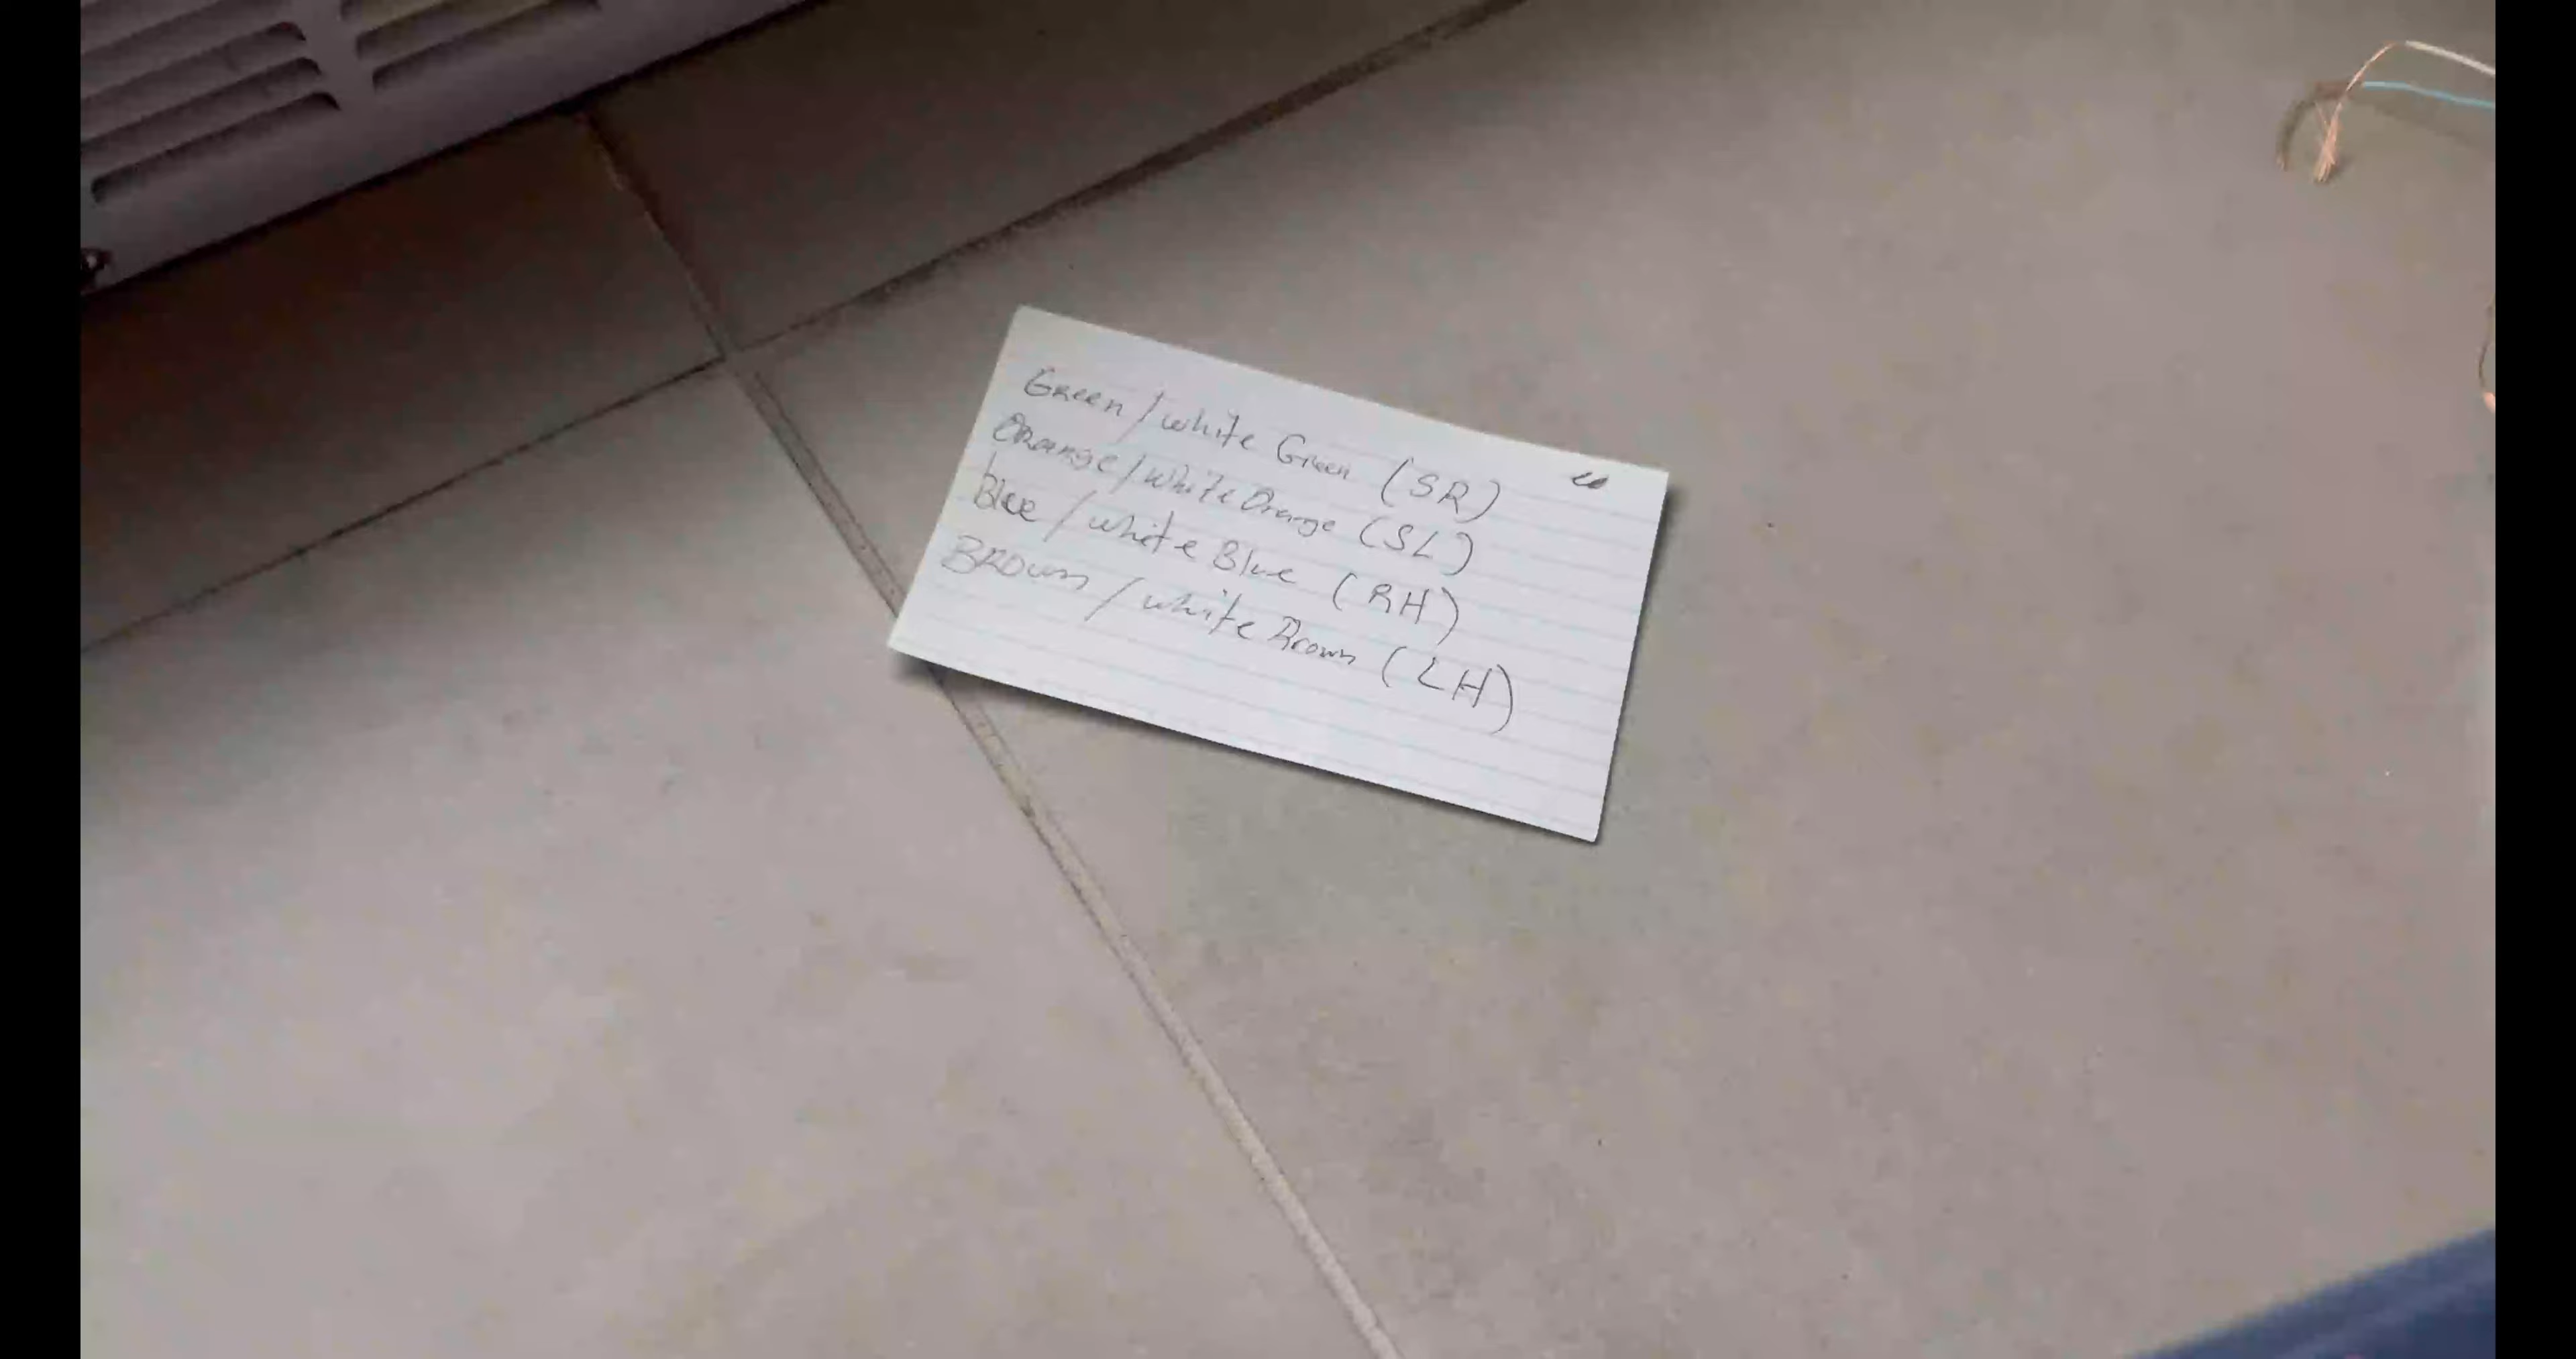 Green / white Green (SR)
Orange / White Orange (SL)
Blue / white Blue (RH)
BROWN / white Brown (LH)